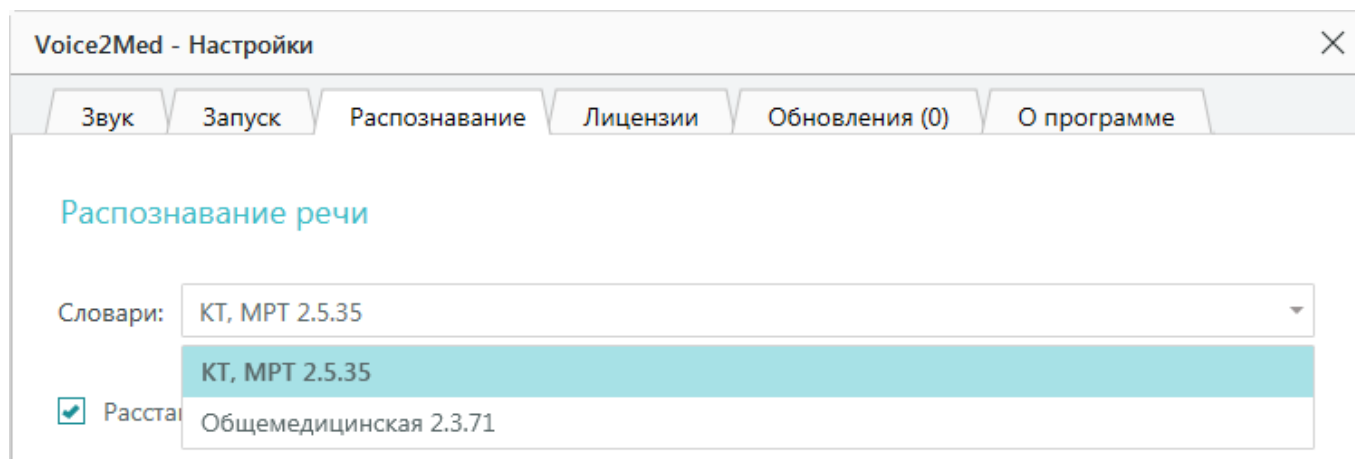 Voice2Med - Настройки
Звук Запуск Распознавание Лицензии Обновления (0) О программе
Распознавание речи
Словари: КТ, МРТ 2.5.35
КТ, МРТ 2.5.35
Общемедицинская 2.3.71